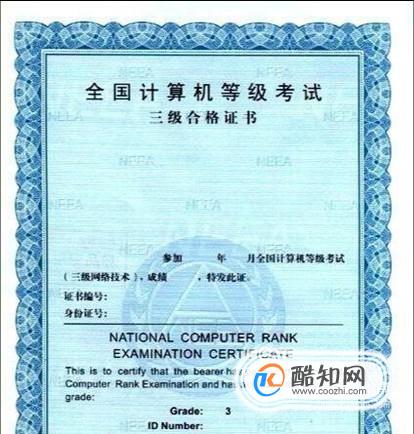 全国计算机等级考试
三级合格证书
参加 年 月全国计算机等级考试
(三级网络技术),成绩 ,特发此证。
证书编号:
身份证号:
NATIONAL COMPUTER RANK
EXAMINATION CERTIFICATE
This is to certify that the bearer
Computer Rank Examination and
grade:
Grade: 3
ID Number:
酷知网
www.coozhi.com
NEEA